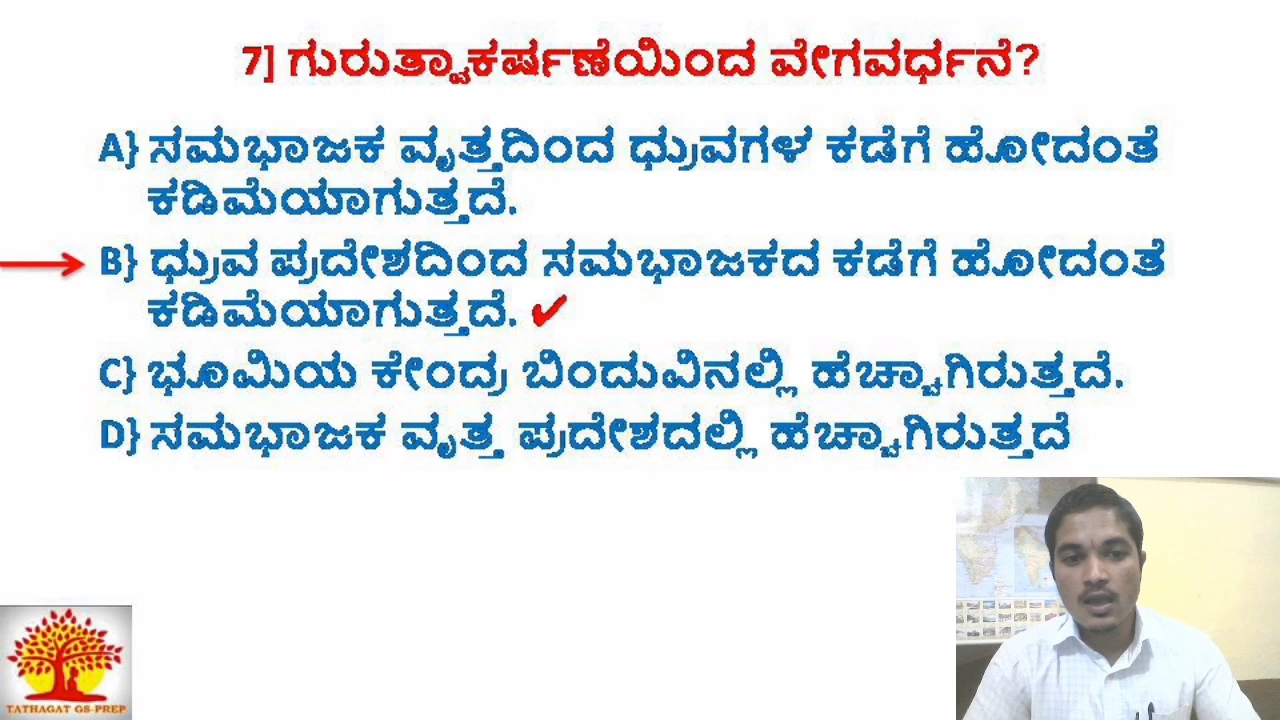 7] ಗುರುತ್ವಾಕರ್ಷಣೆಯಿಂದ ವೇಗವರ್ಧನೆ?
A} ಸಮಭಾಜಕ ವೃತ್ತದಿಂದ ಧ್ರುವಗಳ ಕಡೆಗೆ ಹೋದಂತೆ
ಕಡಿಮೆಯಾಗುತ್ತದೆ.
B} ಧ್ರುವ ಪ್ರದೇಶದಿಂದ ಸಮಭಾಜಕದ ಕಡೆಗೆ ಹೋದಂತೆ
ಕಡಿಮೆಯಾಗುತ್ತದೆ. ✔
C} ಭೂಮಿಯ ಕೇಂದ್ರ ಬಿಂದುವಿನಲ್ಲಿ ಹೆಚ್ಚಾಗಿರುತ್ತದೆ.
D} ಸಮಭಾಜಕ ವೃತ್ತ ಪ್ರದೇಶದಲ್ಲಿ ಹೆಚ್ಚಾಗಿರುತ್ತದೆ
TATHAGAT GS-PREP